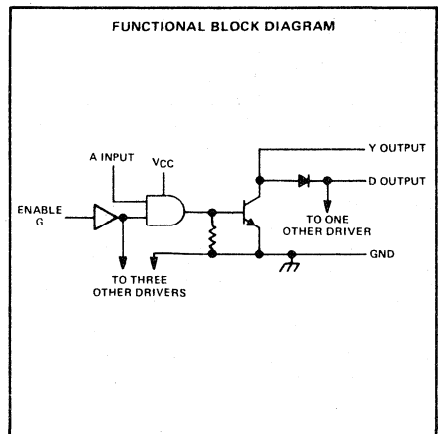 FUNCTIONAL BLOCK DIAGRAM
Y OUTPUT
A INPUT
VCC
D OUTPUT
ENABLE
G
TO ONE
OTHER DRIVER
GND
TO THREE
OTHER DRIVERS